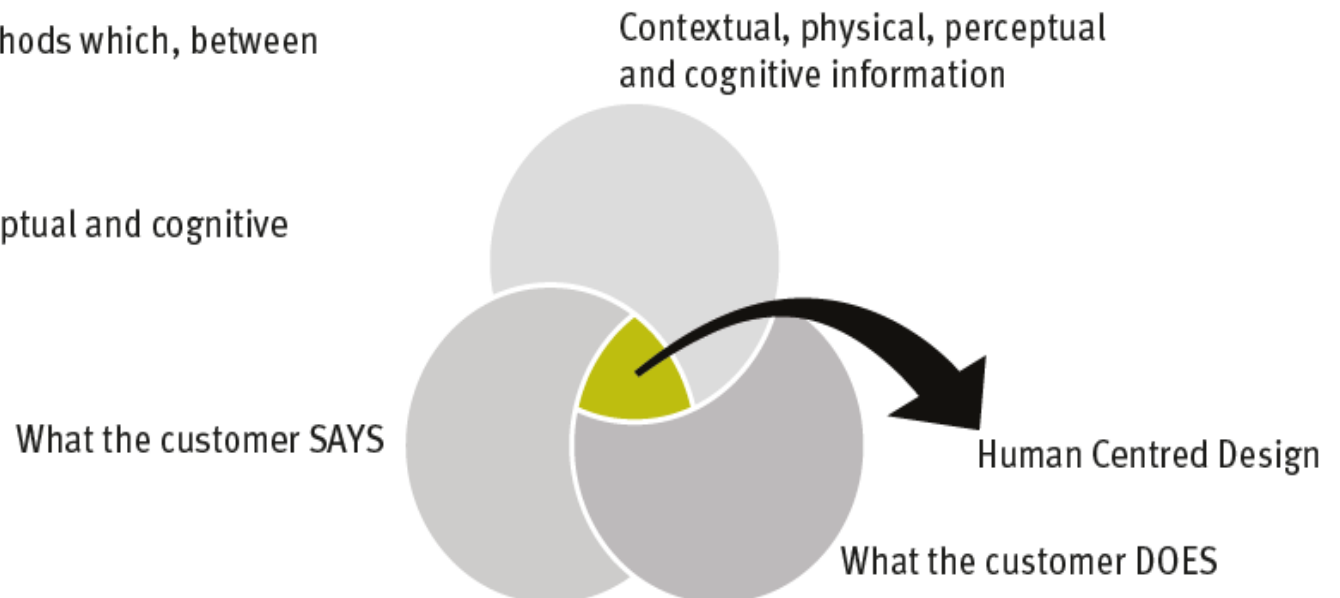 hods which, between
Contextual, physical, perceptual
and cognitive information
ptual and cognitive
What the customer SAYS
Human Centred Design
What the customer DOES